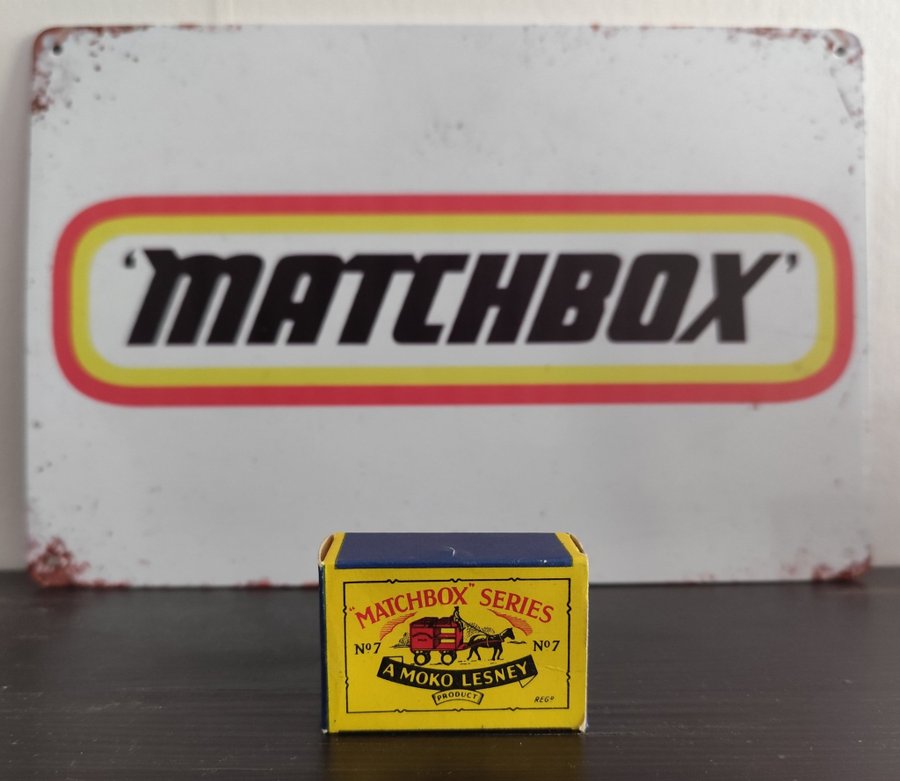 ‘MATCHBOX’
"MATCHBOX" SERIES
Nº7 Nº7
A MOKO LESNEY
PRODUCT
REGD